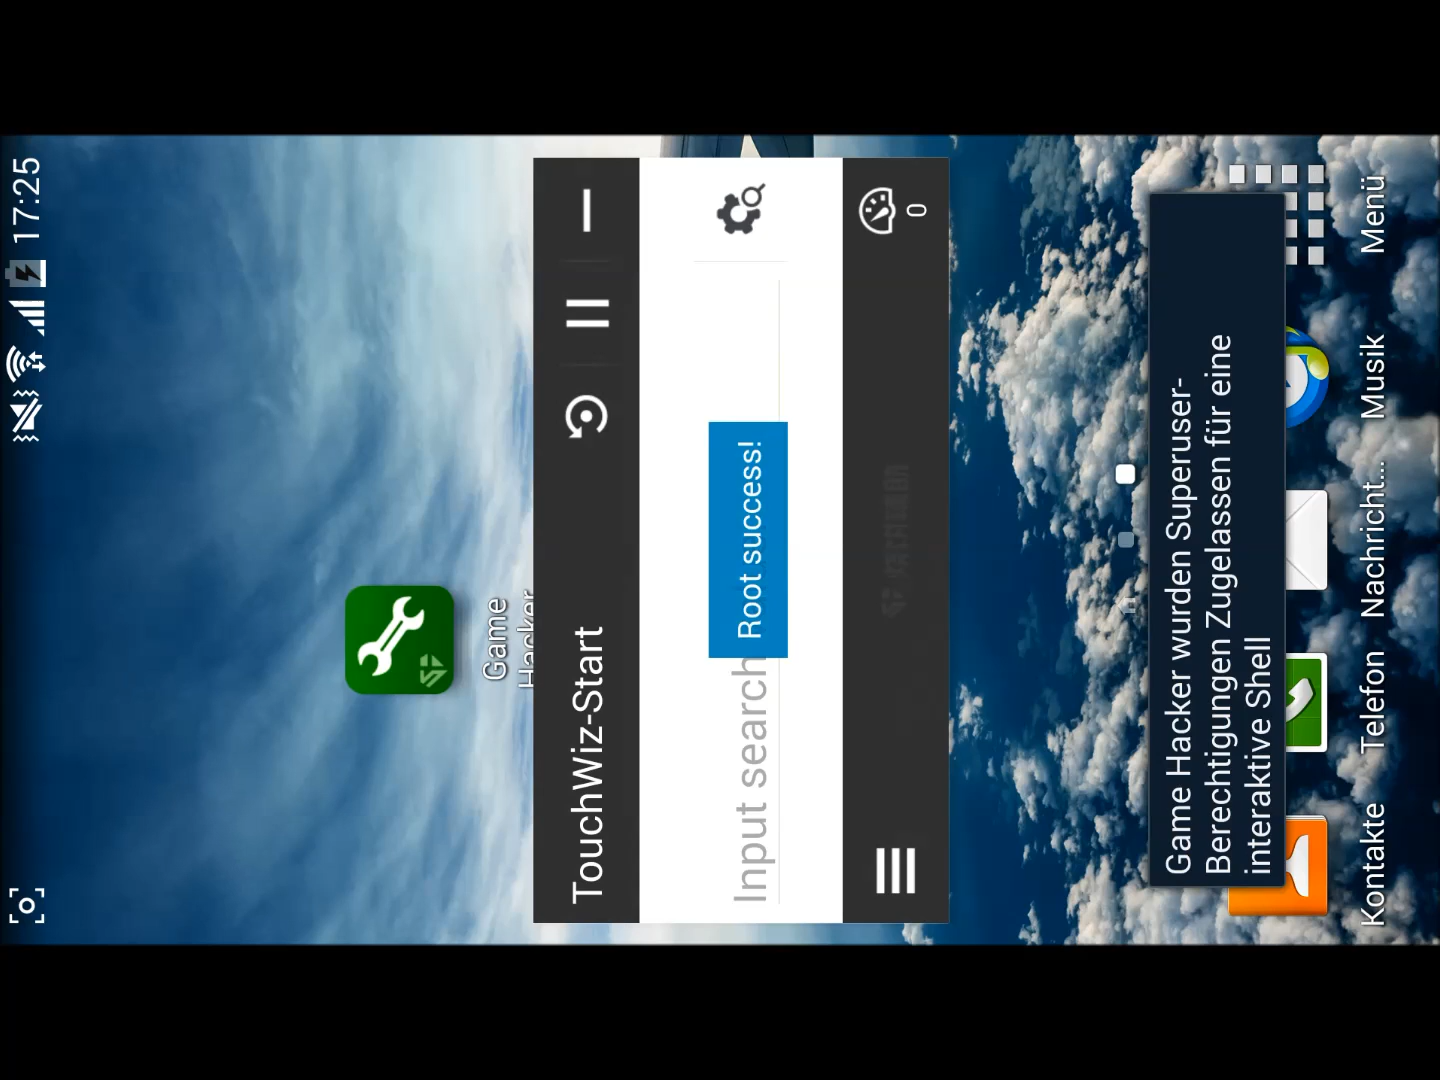 17:25
Game
Hacker
TouchWiz-Start
Input search
Root success!
0
Game Hacker wurden Superuser-
Berechtigungen Zugelassen für eine
interaktive Shell
Kontakte
Telefon
Nachricht...
Musik
Menü